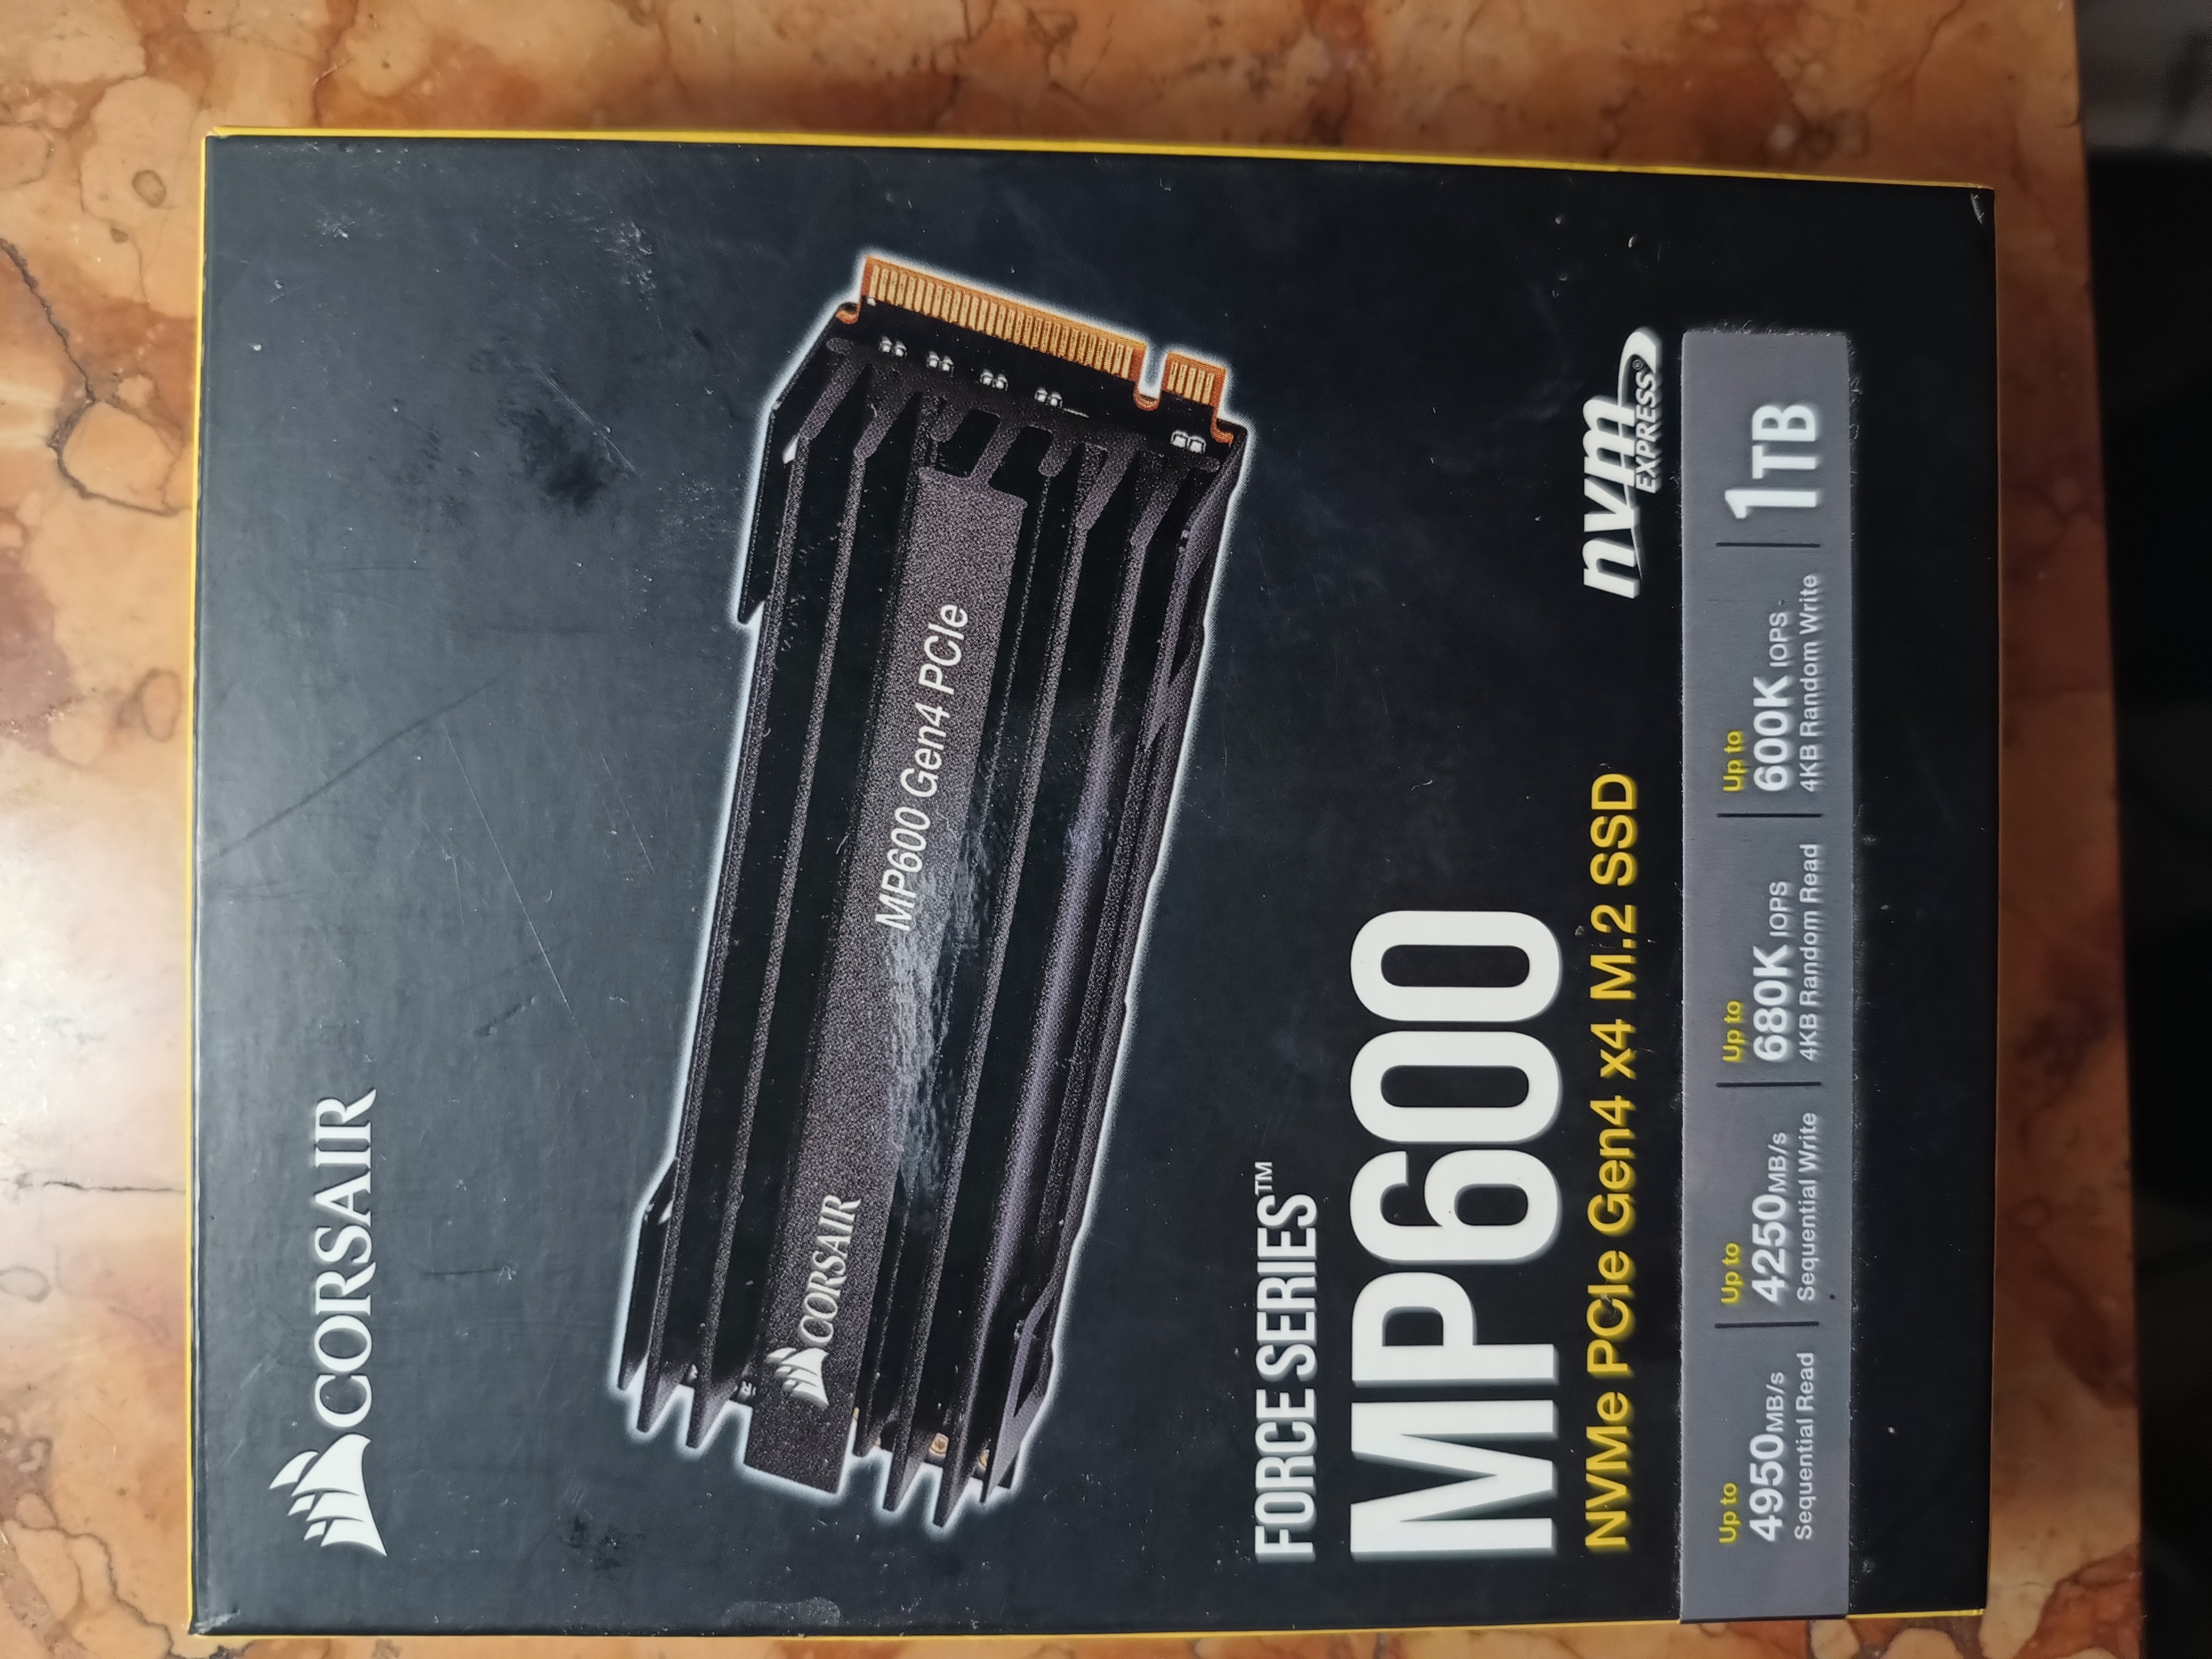 CORSAIR
CORSAIR
MP600 Gen4 PCIe
FORCE SERIES™
MP600
NVMe PCIe Gen4 x4 M.2 SSD
nvm
EXPRESS®
Up to
4950MB/s
Sequential Read
Up to
4250MB/s
Sequential Write
Up to
680K IOPS
4KB Random Read
Up to
600K IOPS
4KB Random Write
1TB